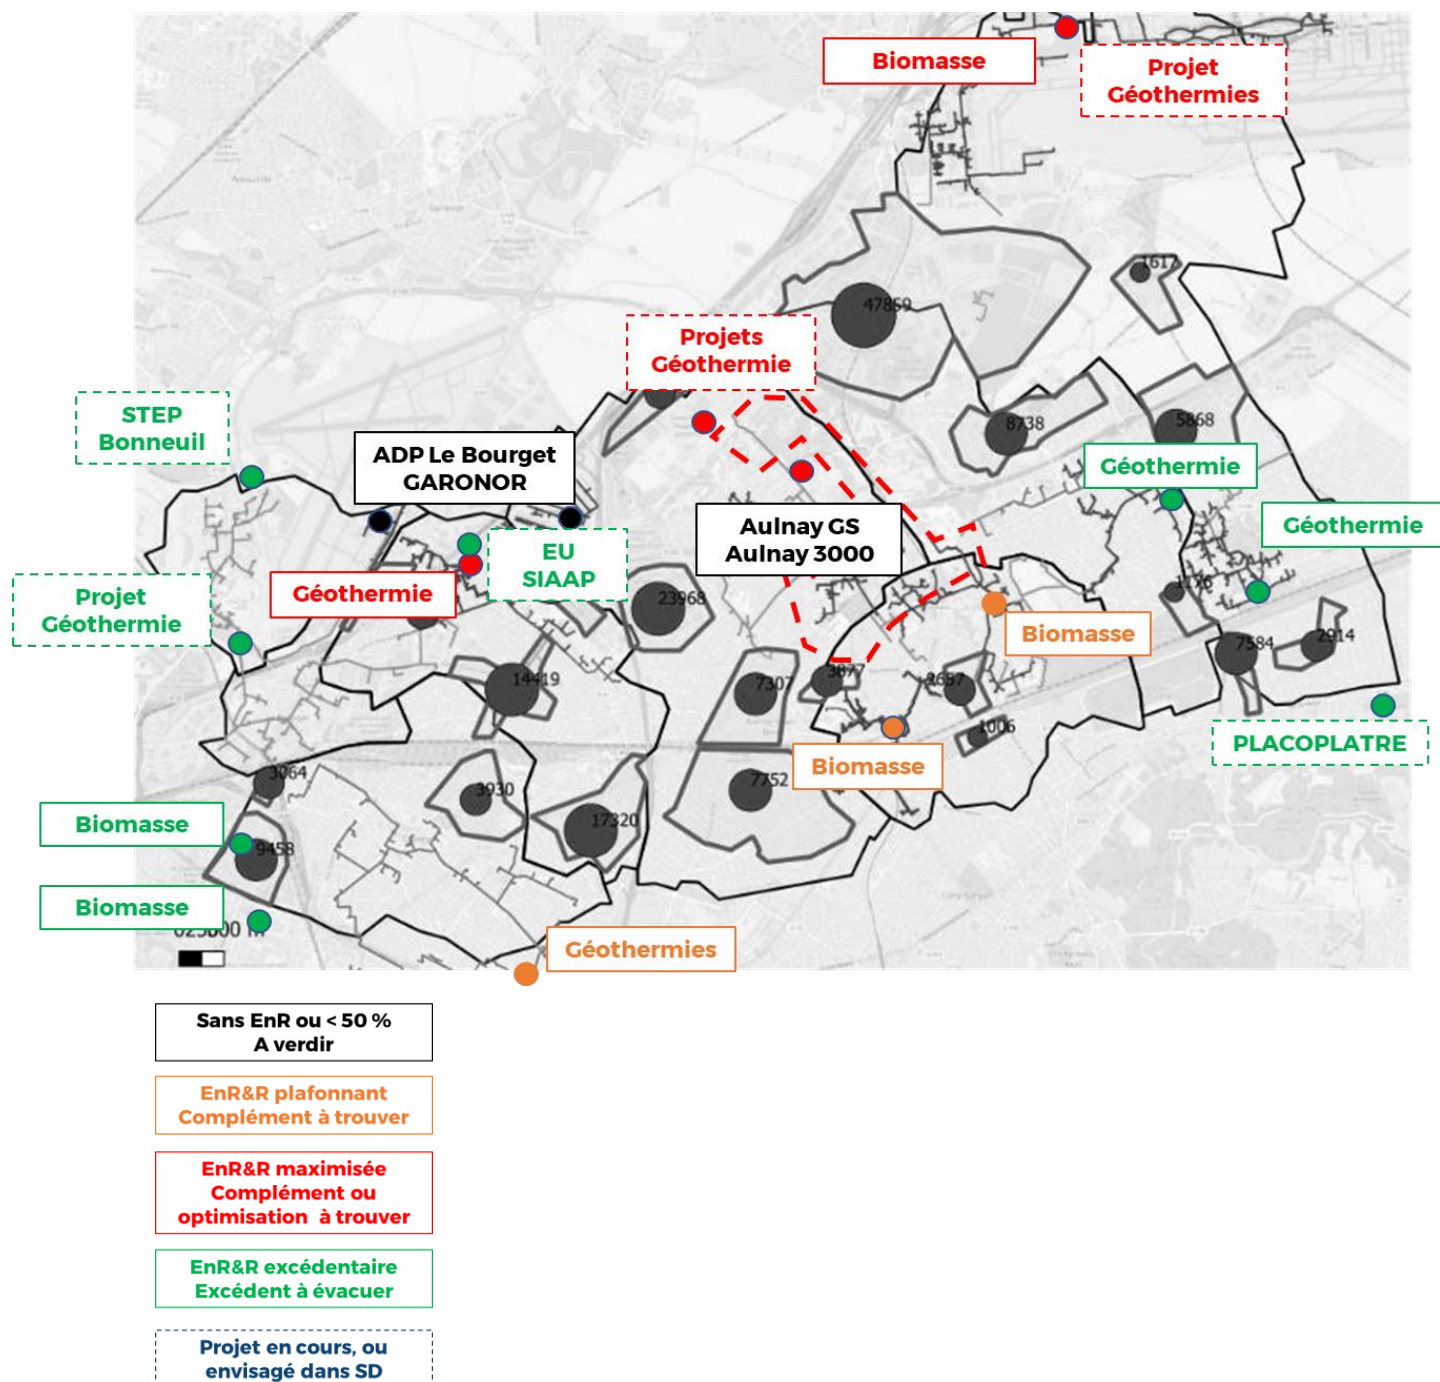 Biomasse
Projet
Géothermies
1617
47859
Projets
Géothermie
8738
5868
STEP
Bonneuil
ADP Le Bourget
GARONOR
Géothermie
Géothermie
Aulnay GS
Aulnay 3000
EU
SIAAP
Projet
Géothermie
Géothermie
23968
1176
Biomasse
7584
2914
14419
7307
3877
2687
1006
PLACOPLATRE
Biomasse
3064
3930
7752
17320
Biomasse
9458
Biomasse
Géothermies
Sans EnR ou < 50 %
A verdir
EnR&R plafonnant
Complément à trouver
EnR&R maximisée
Complément ou
optimisation à trouver
EnR&R excédentaire
Excédent à évacuer
Projet en cours, ou
envisagé dans SD